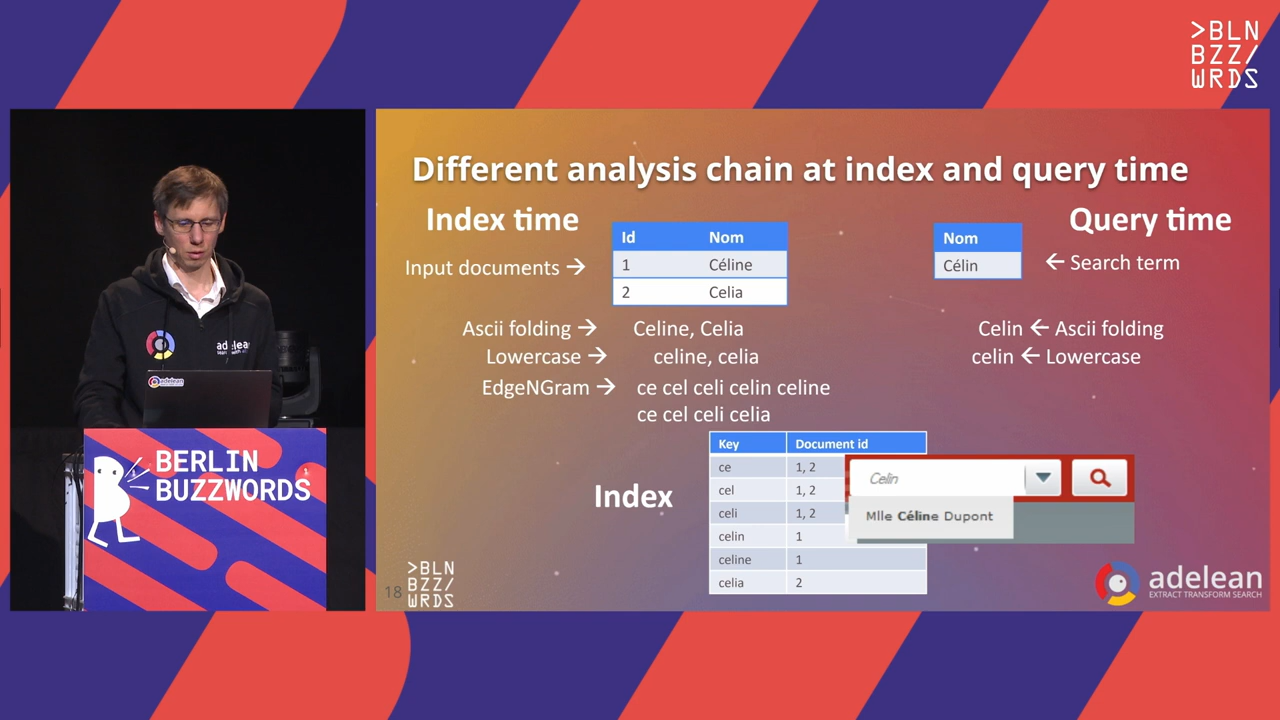 >BLN
BZZ/
WRDS
Different analysis chain at index and query time
Index time
Query time
Id Nom
1 Céline
2 Celia
Input documents →
Nom
Célin
← Search term
Ascii folding → Celine, Celia
Lowercase → celine, celia
EdgeNGram → ce cel celi celin celine
ce cel celi celia
Celin ← Ascii folding
celin ← Lowercase
Index
Key Document id
ce 1, 2
cel 1, 2
celi 1, 2
celin 1
celine 1
celia 2
Celin
Mlle Céline Dupont
18
>BLN
BZZ/
WRDS
adelean
EXTRACT TRANSFORM SEARCH
adelean
adelean
BERLIN
BUZZWORDS